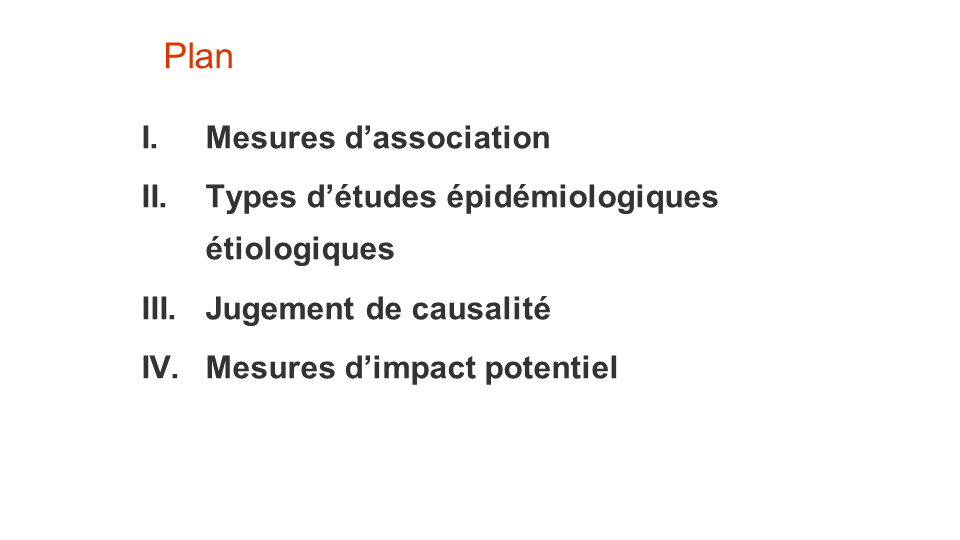 Plan
I. Mesures d’association
II. Types d’études épidémiologiques
étiologiques
III. Jugement de causalité
IV. Mesures d’impact potentiel